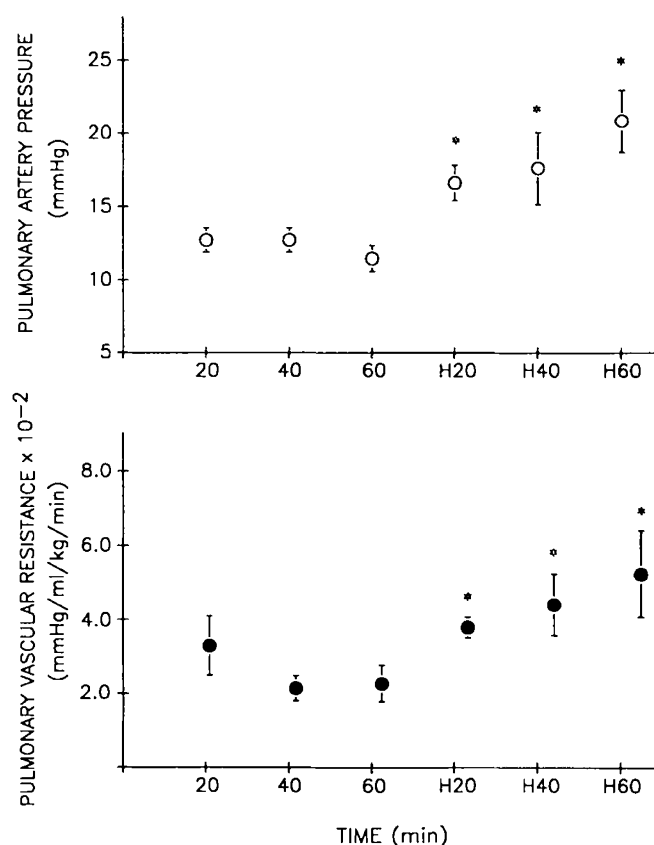 PULMONARY ARTERY PRESSURE
(mmHg)
25
20
15
10
5
*
*
*
20 40 60 H20 H40 H60
PULMONARY VASCULAR RESISTANCE x 10-2
(mmHg/ml/kg/min)
8.0
6.0
4.0
2.0
*
*
*
20 40 60 H20 H40 H60
TIME (min)